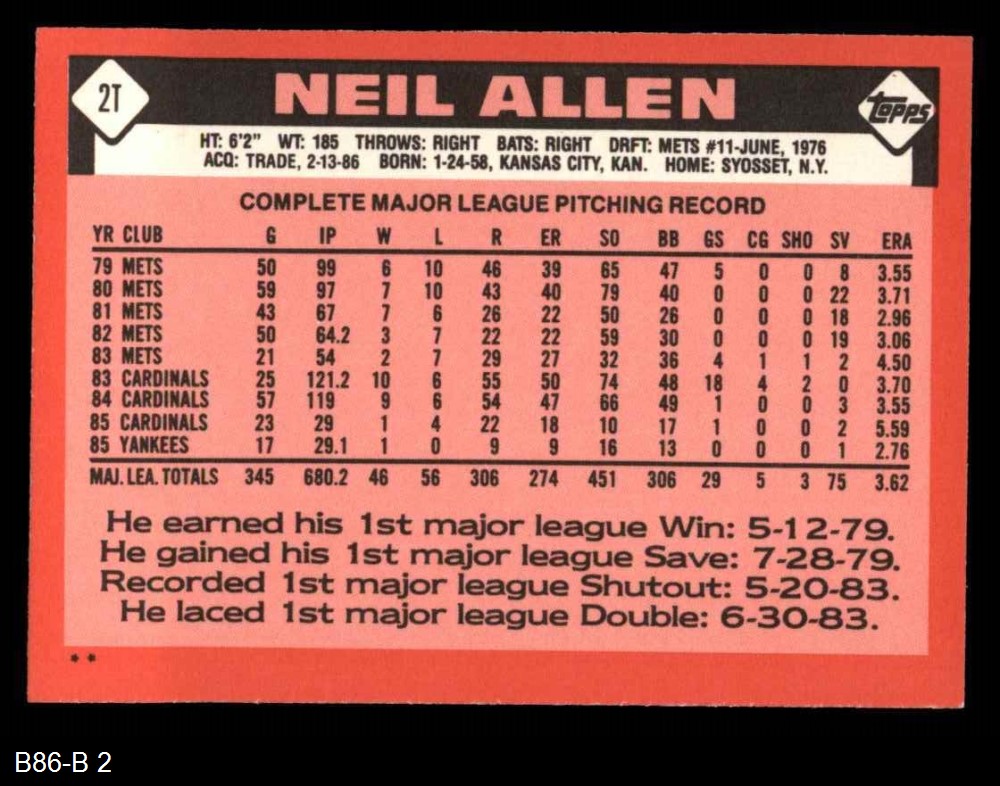 2T
NEIL ALLEN
TOPPS
HT: 6'2" WT: 185 THROWS: RIGHT BATS: RIGHT DRFT: METS #11-JUNE, 1976
ACQ: TRADE, 2-13-86 BORN: 1-24-58, KANSAS CITY, KAN. HOME: SYOSSET, N.Y.
COMPLETE MAJOR LEAGUE PITCHING RECORD
YR CLUB G IP W L R ER SO BB GS CG SHO SV ERA
79 METS 50 99 6 10 46 39 65 47 5 0 0 8 3.55
80 METS 59 97 7 10 43 40 79 40 0 0 0 22 3.71
81 METS 43 67 7 6 26 22 50 26 0 0 0 18 2.96
82 METS 50 64.2 3 7 22 22 59 30 0 0 0 19 3.06
83 METS 21 54 2 7 29 27 32 36 4 1 1 2 4.50
83 CARDINALS 25 121.2 10 6 55 50 74 48 18 4 2 0 3.70
84 CARDINALS 57 119 9 6 54 47 66 49 1 0 0 3 3.55
85 CARDINALS 23 29 1 4 22 18 10 17 1 0 0 2 5.59
85 YANKEES 17 29.1 1 0 9 9 16 13 0 0 0 1 2.76
MAJ. LEA. TOTALS 345 680.2 46 56 306 274 451 306 29 5 3 75 3.62
He earned his 1st major league Win: 5-12-79.
He gained his 1st major league Save: 7-28-79.
Recorded 1st major league Shutout: 5-20-83.
He laced 1st major league Double: 6-30-83.
* *
B86-B 2